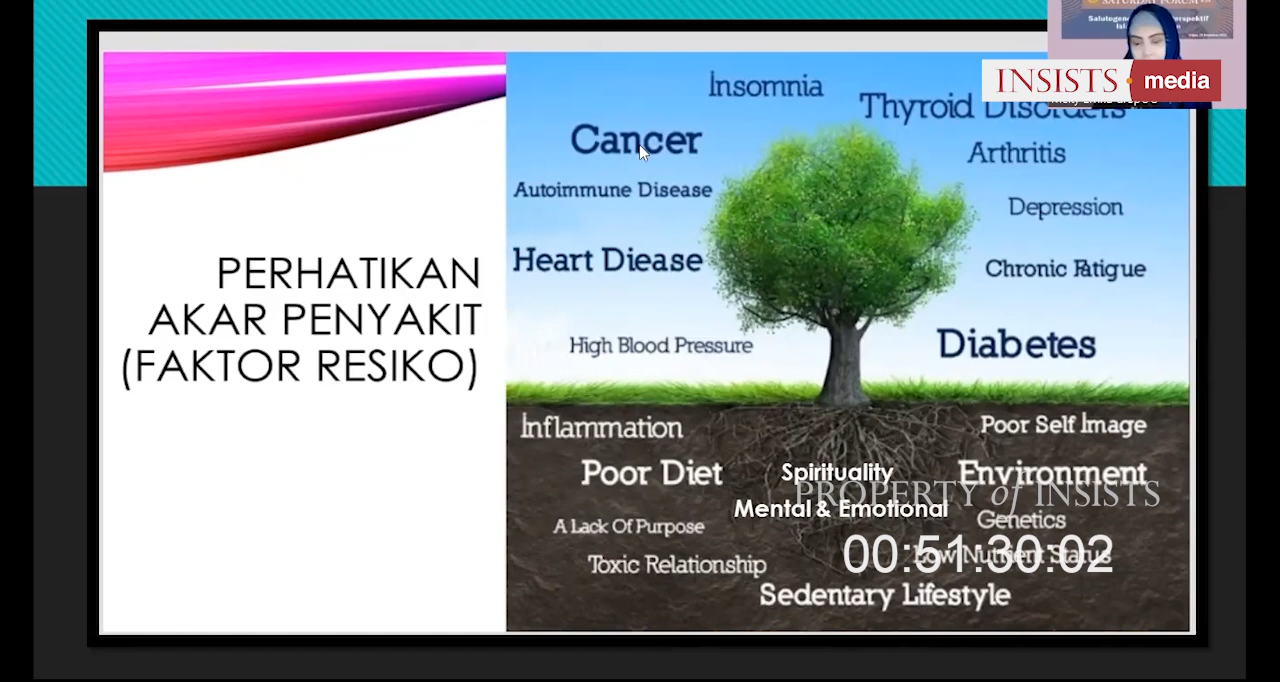 SATURDAY FORUM
INSISTS media
PERHATIKAN
AKAR PENYAKIT
(FAKTOR RESIKO)
Insomnia
Thyroid Disorders
Cancer
Arthritis
Autoimmune Disease
Depression
Heart Diease
Chronic Fatigue
High Blood Pressure
Diabetes
Inflammation
Poor Self Image
Poor Diet
Spirituality
Environment
PROPERTY of INSISTS
Mental & Emotional
A Lack Of Purpose
Genetics
Low Nutrient Status
00:51:30:02
Toxic Relationship
Sedentary Lifestyle